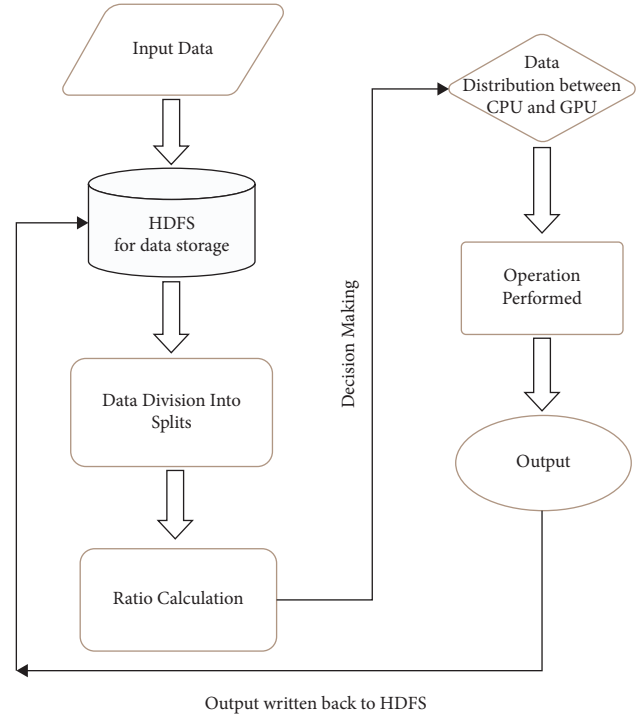 Input Data
HDFS
for data storage
Data Division Into
Splits
Ratio Calculation
Decision Making
Data
Distribution between
CPU and GPU
Operation
Performed
Output
Output written back to HDFS